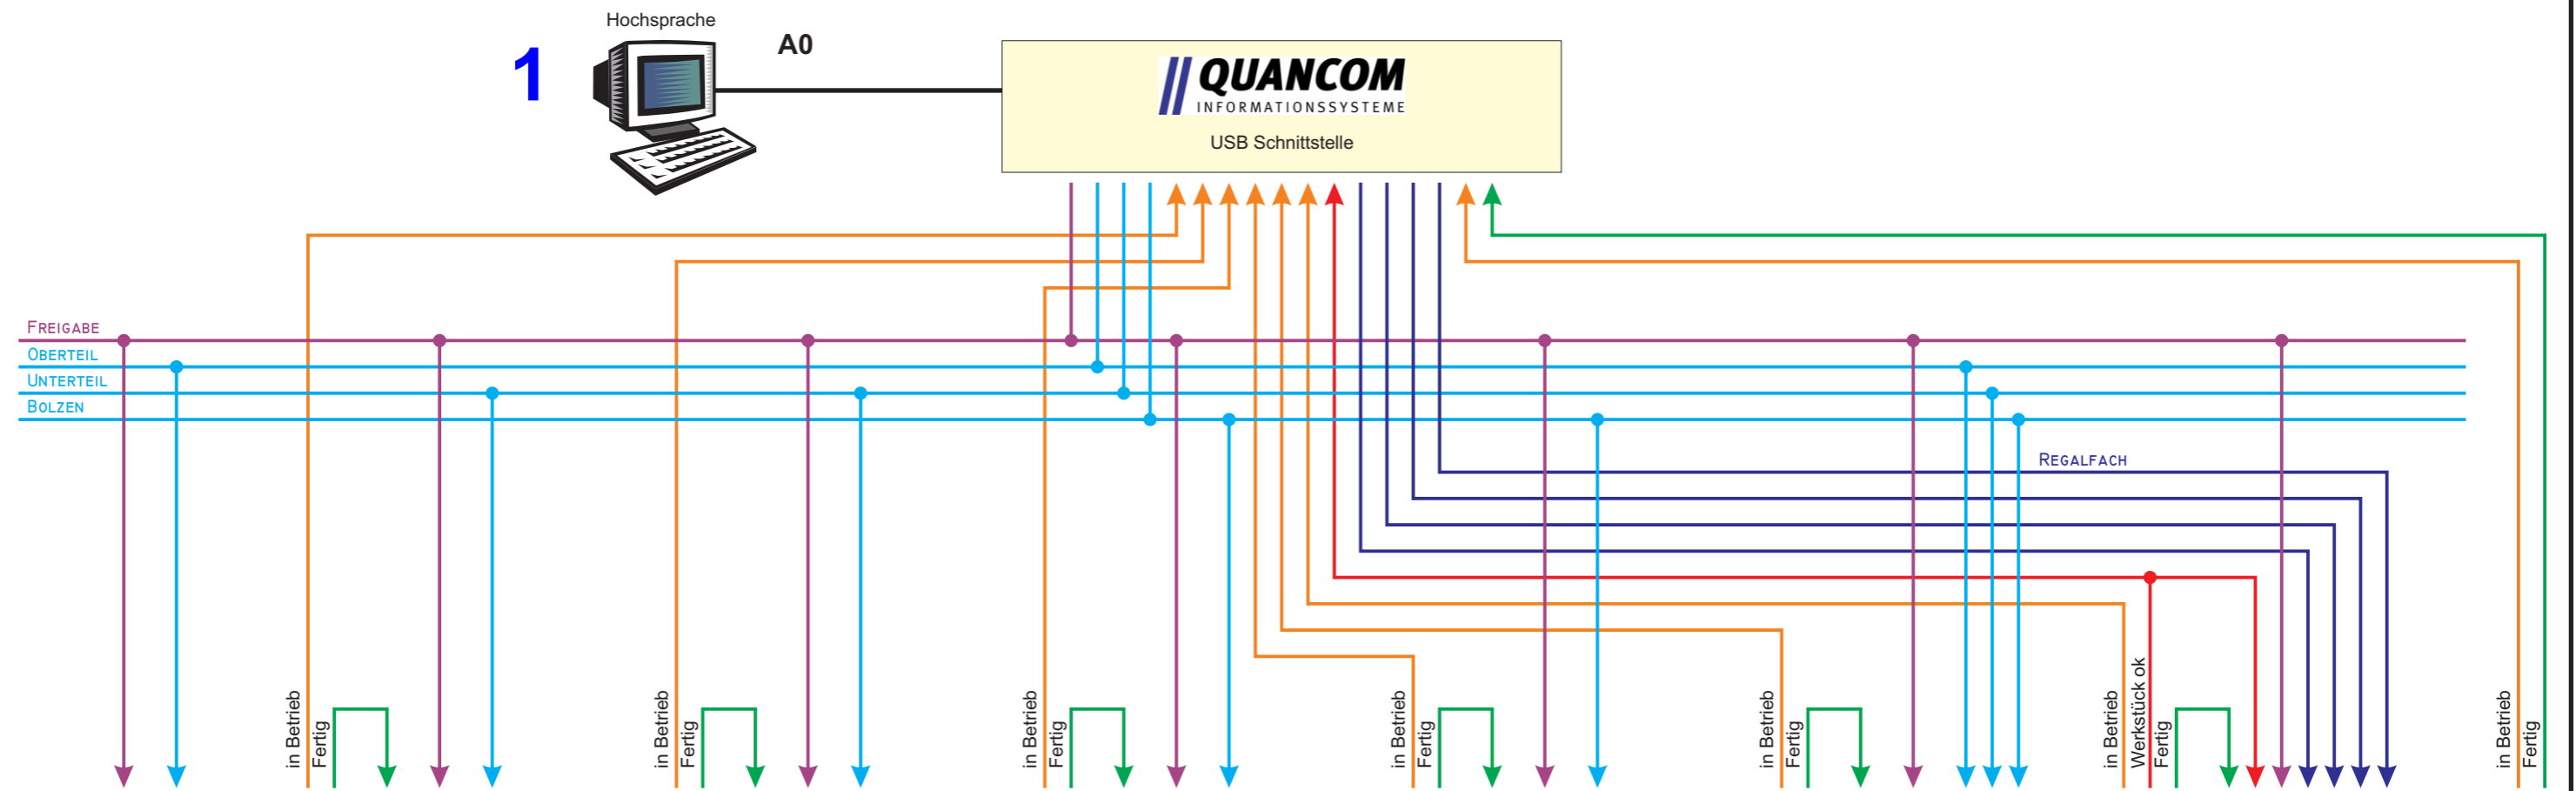 Hochsprache
1
A0
QUANCOM
INFORMATIONSSYSTEME
USB Schnittstelle
FREIGABE
OBERTEIL
UNTERTEIL
BOLZEN
REGALFACH
in Betrieb
Fertig
in Betrieb
Fertig
in Betrieb
Fertig
in Betrieb
Fertig
in Betrieb
Fertig
in Betrieb
Werkstück ok
Fertig
in Betrieb
Fertig